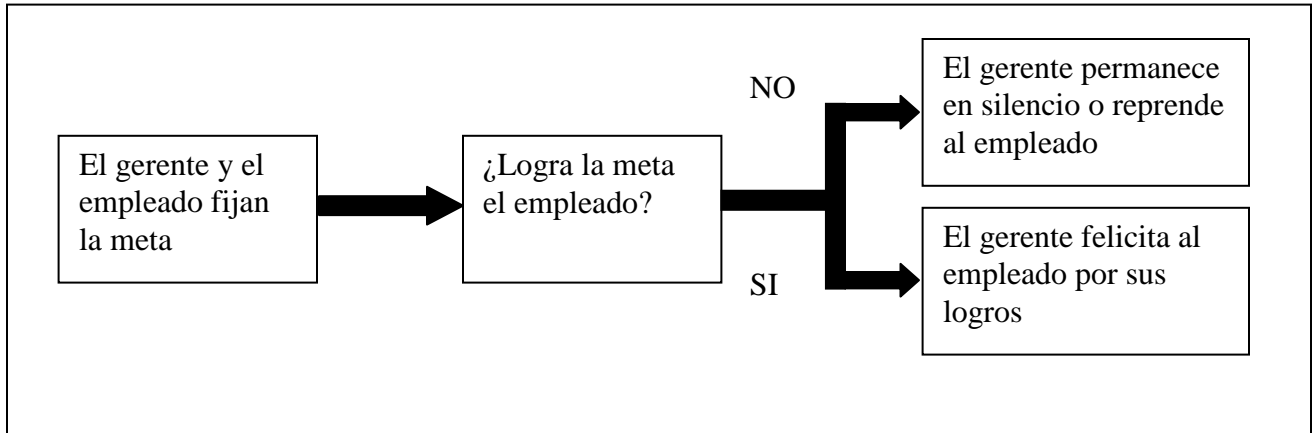 El gerente y el
empleado fijan
la meta
¿Logra la meta
el empleado?
NO
El gerente permanece
en silencio o reprende
al empleado
SI
El gerente felicita al
empleado por sus
logros